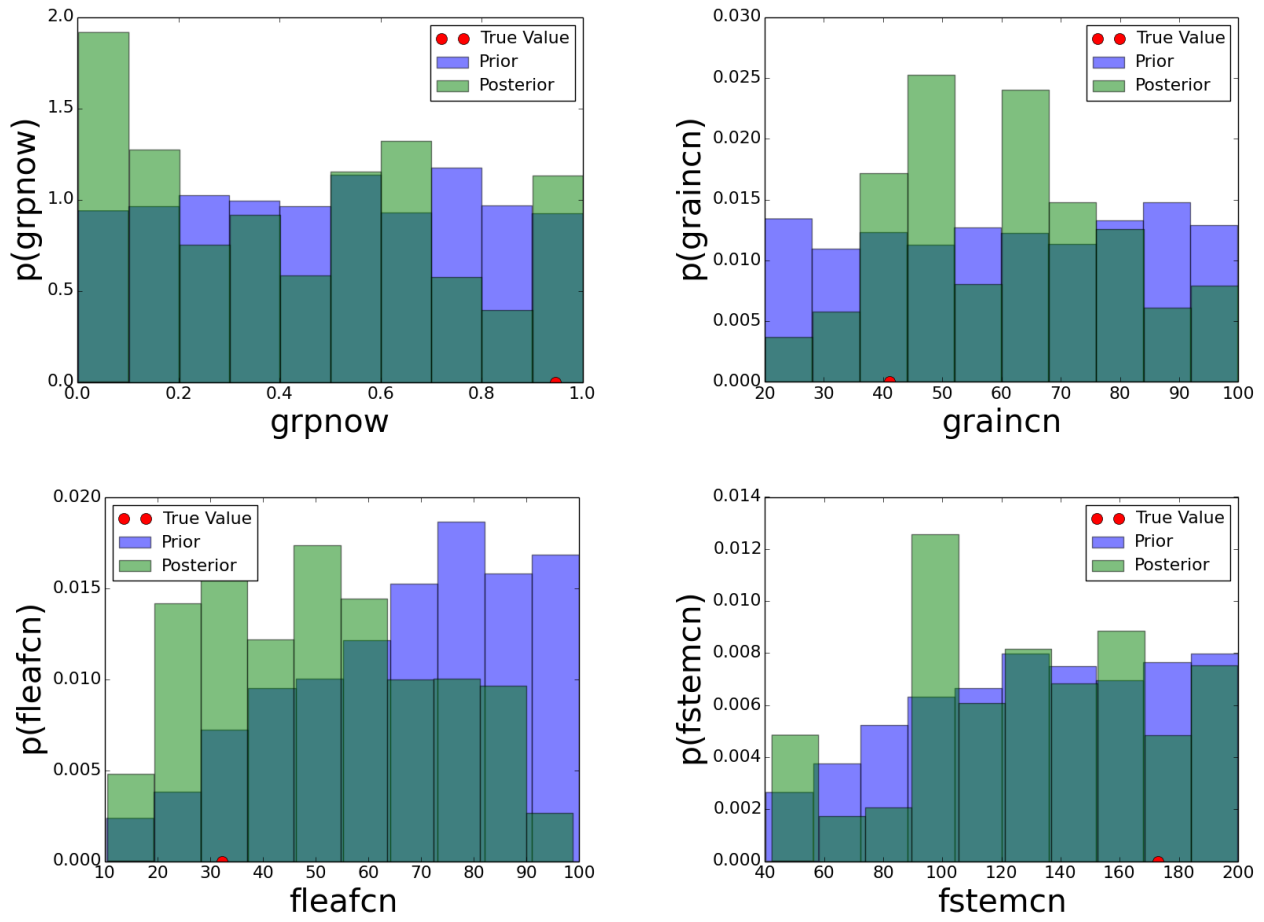 2.0
1.5
1.0
0.5
0.0
p(grpnow)
True Value
Prior
Posterior
0.0 0.2 0.4 0.6 0.8 1.0
grpnow
0.030
0.025
0.020
0.015
0.010
0.005
0.000
p(graincn)
True Value
Prior
Posterior
20 30 40 50 60 70 80 90 100
graincn
0.020
0.015
0.010
0.005
0.000
p(fleafcn)
True Value
Prior
Posterior
10 20 30 40 50 60 70 80 90 100
fleafcn
0.014
0.012
0.010
0.008
0.006
0.004
0.002
0.000
p(fstemcn)
True Value
Prior
Posterior
40 60 80 100 120 140 160 180 200
fstemcn